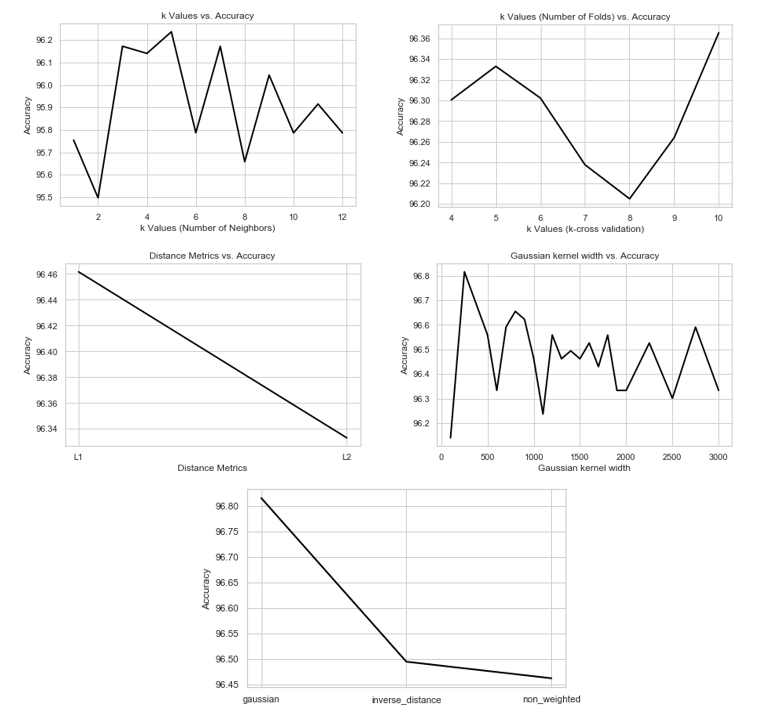 k Values vs. Accuracy
96.2
96.1
96.0
95.9
95.8
95.7
95.6
95.5
Accuracy
2 4 6 8 10 12
k Values (Number of Neighbors)
k Values (Number of Folds) vs. Accuracy
96.36
96.34
96.32
96.30
96.28
96.26
96.24
96.22
96.20
Accuracy
4 5 6 7 8 9 10
k Values (k-cross validation)
Distance Metrics vs. Accuracy
96.46
96.44
96.42
96.40
96.38
96.36
96.34
Accuracy
L1 L2
Distance Metrics
Gaussian kernel width vs. Accuracy
96.8
96.7
96.6
96.5
96.4
96.3
96.2
Accuracy
0 500 1000 1500 2000 2500 3000
Gaussian kernel width
96.80
96.75
96.70
96.65
96.60
96.55
96.50
96.45
Accuracy
gaussian inverse_distance non_weighted